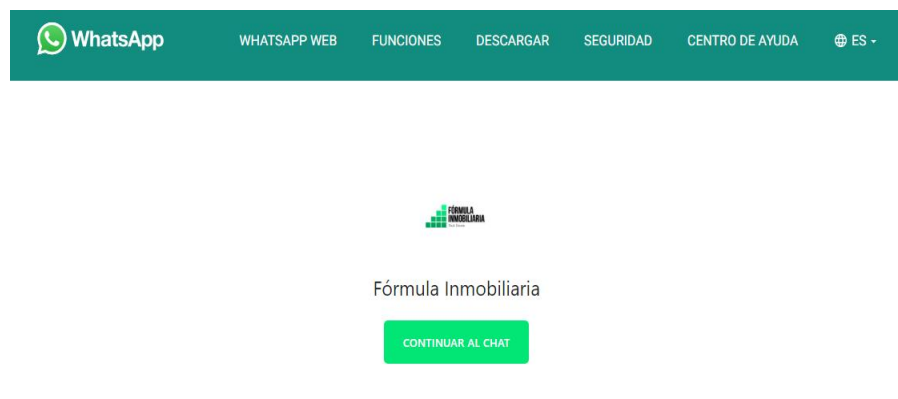 WhatsApp
WHATSAPP WEB
FUNCIONES
DESCARGAR
SEGURIDAD
CENTRO DE AYUDA
ES
FÓRMULA
INMOBILIARIA
Fórmula Inmobiliaria
CONTINUAR AL CHAT